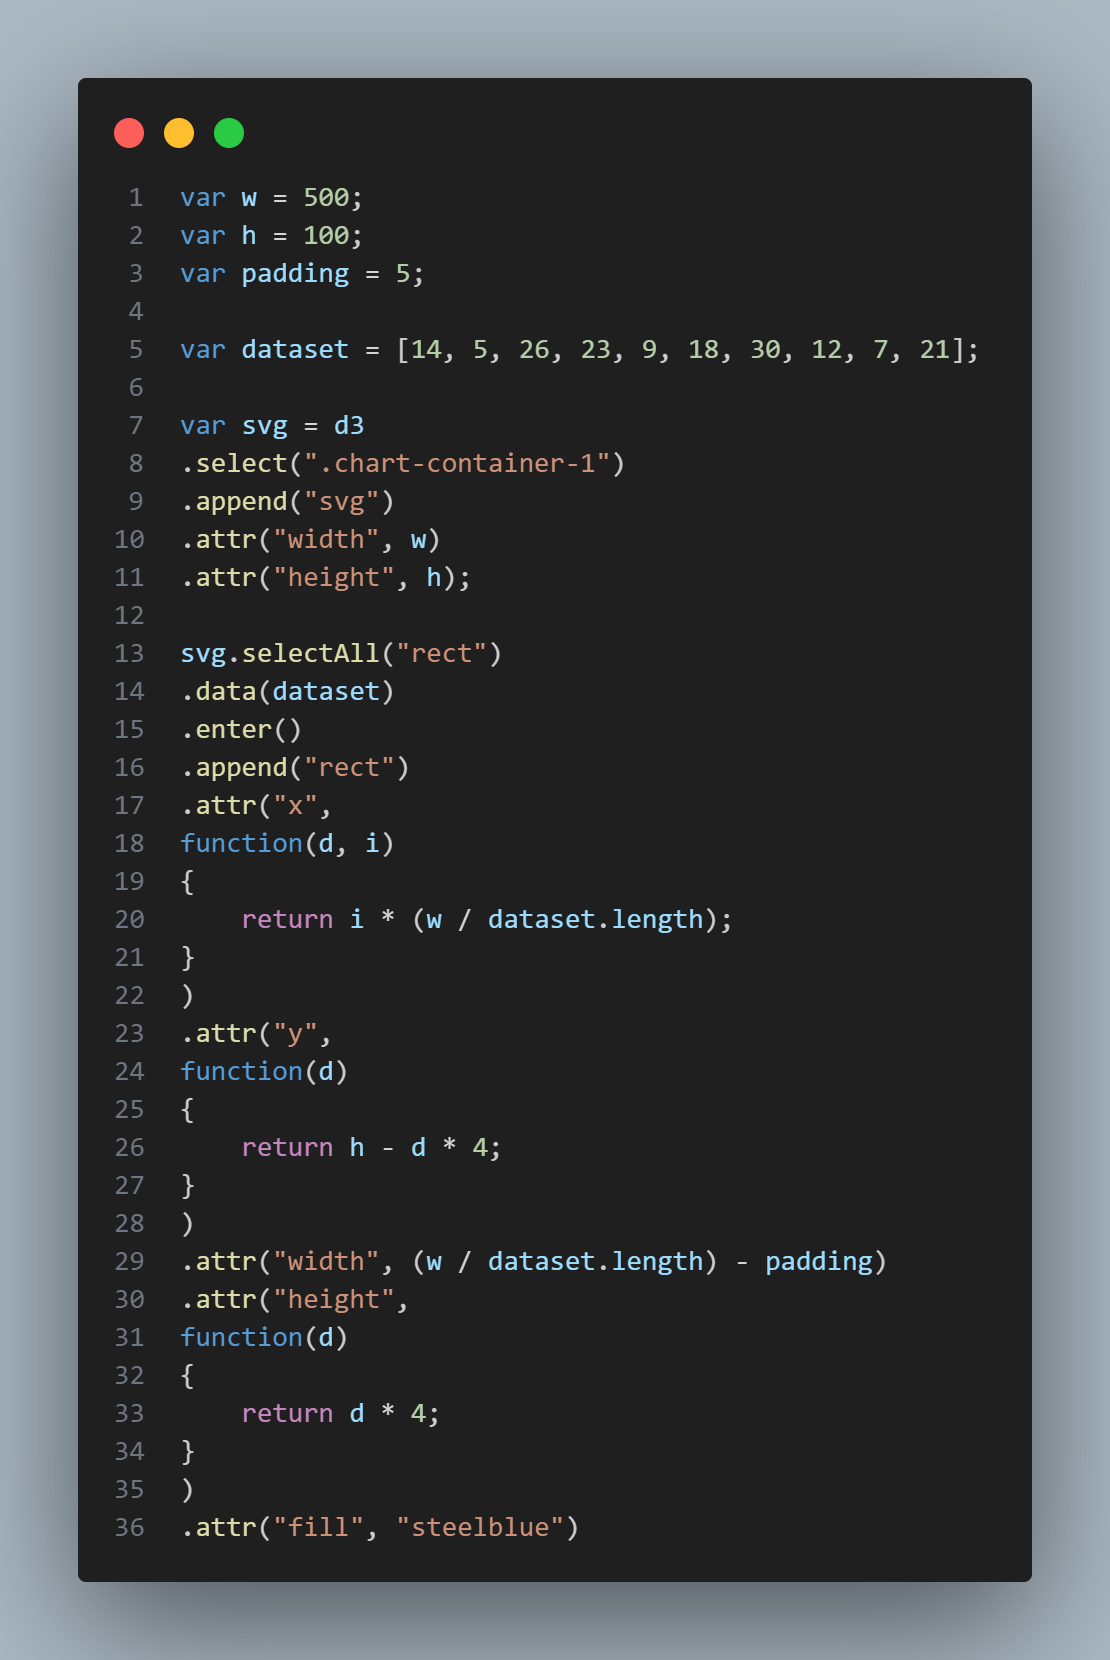 1 var w = 500;
2 var h = 100;
3 var padding = 5;
4
5 var dataset = [14, 5, 26, 23, 9, 18, 30, 12, 7, 21];
6
7 var svg = d3
8 .select(".chart-container-1")
9 .append("svg")
10 .attr("width", w)
11 .attr("height", h);
12
13 svg.selectAll("rect")
14 .data(dataset)
15 .enter()
16 .append("rect")
17 .attr("x",
18 function(d, i)
19 {
20     return i * (w / dataset.length);
21 }
22 )
23 .attr("y",
24 function(d)
25 {
26     return h - d * 4;
27 }
28 )
29 .attr("width", (w / dataset.length) - padding)
30 .attr("height",
31 function(d)
32 {
33     return d * 4;
34 }
35 )
36 .attr("fill", "steelblue")